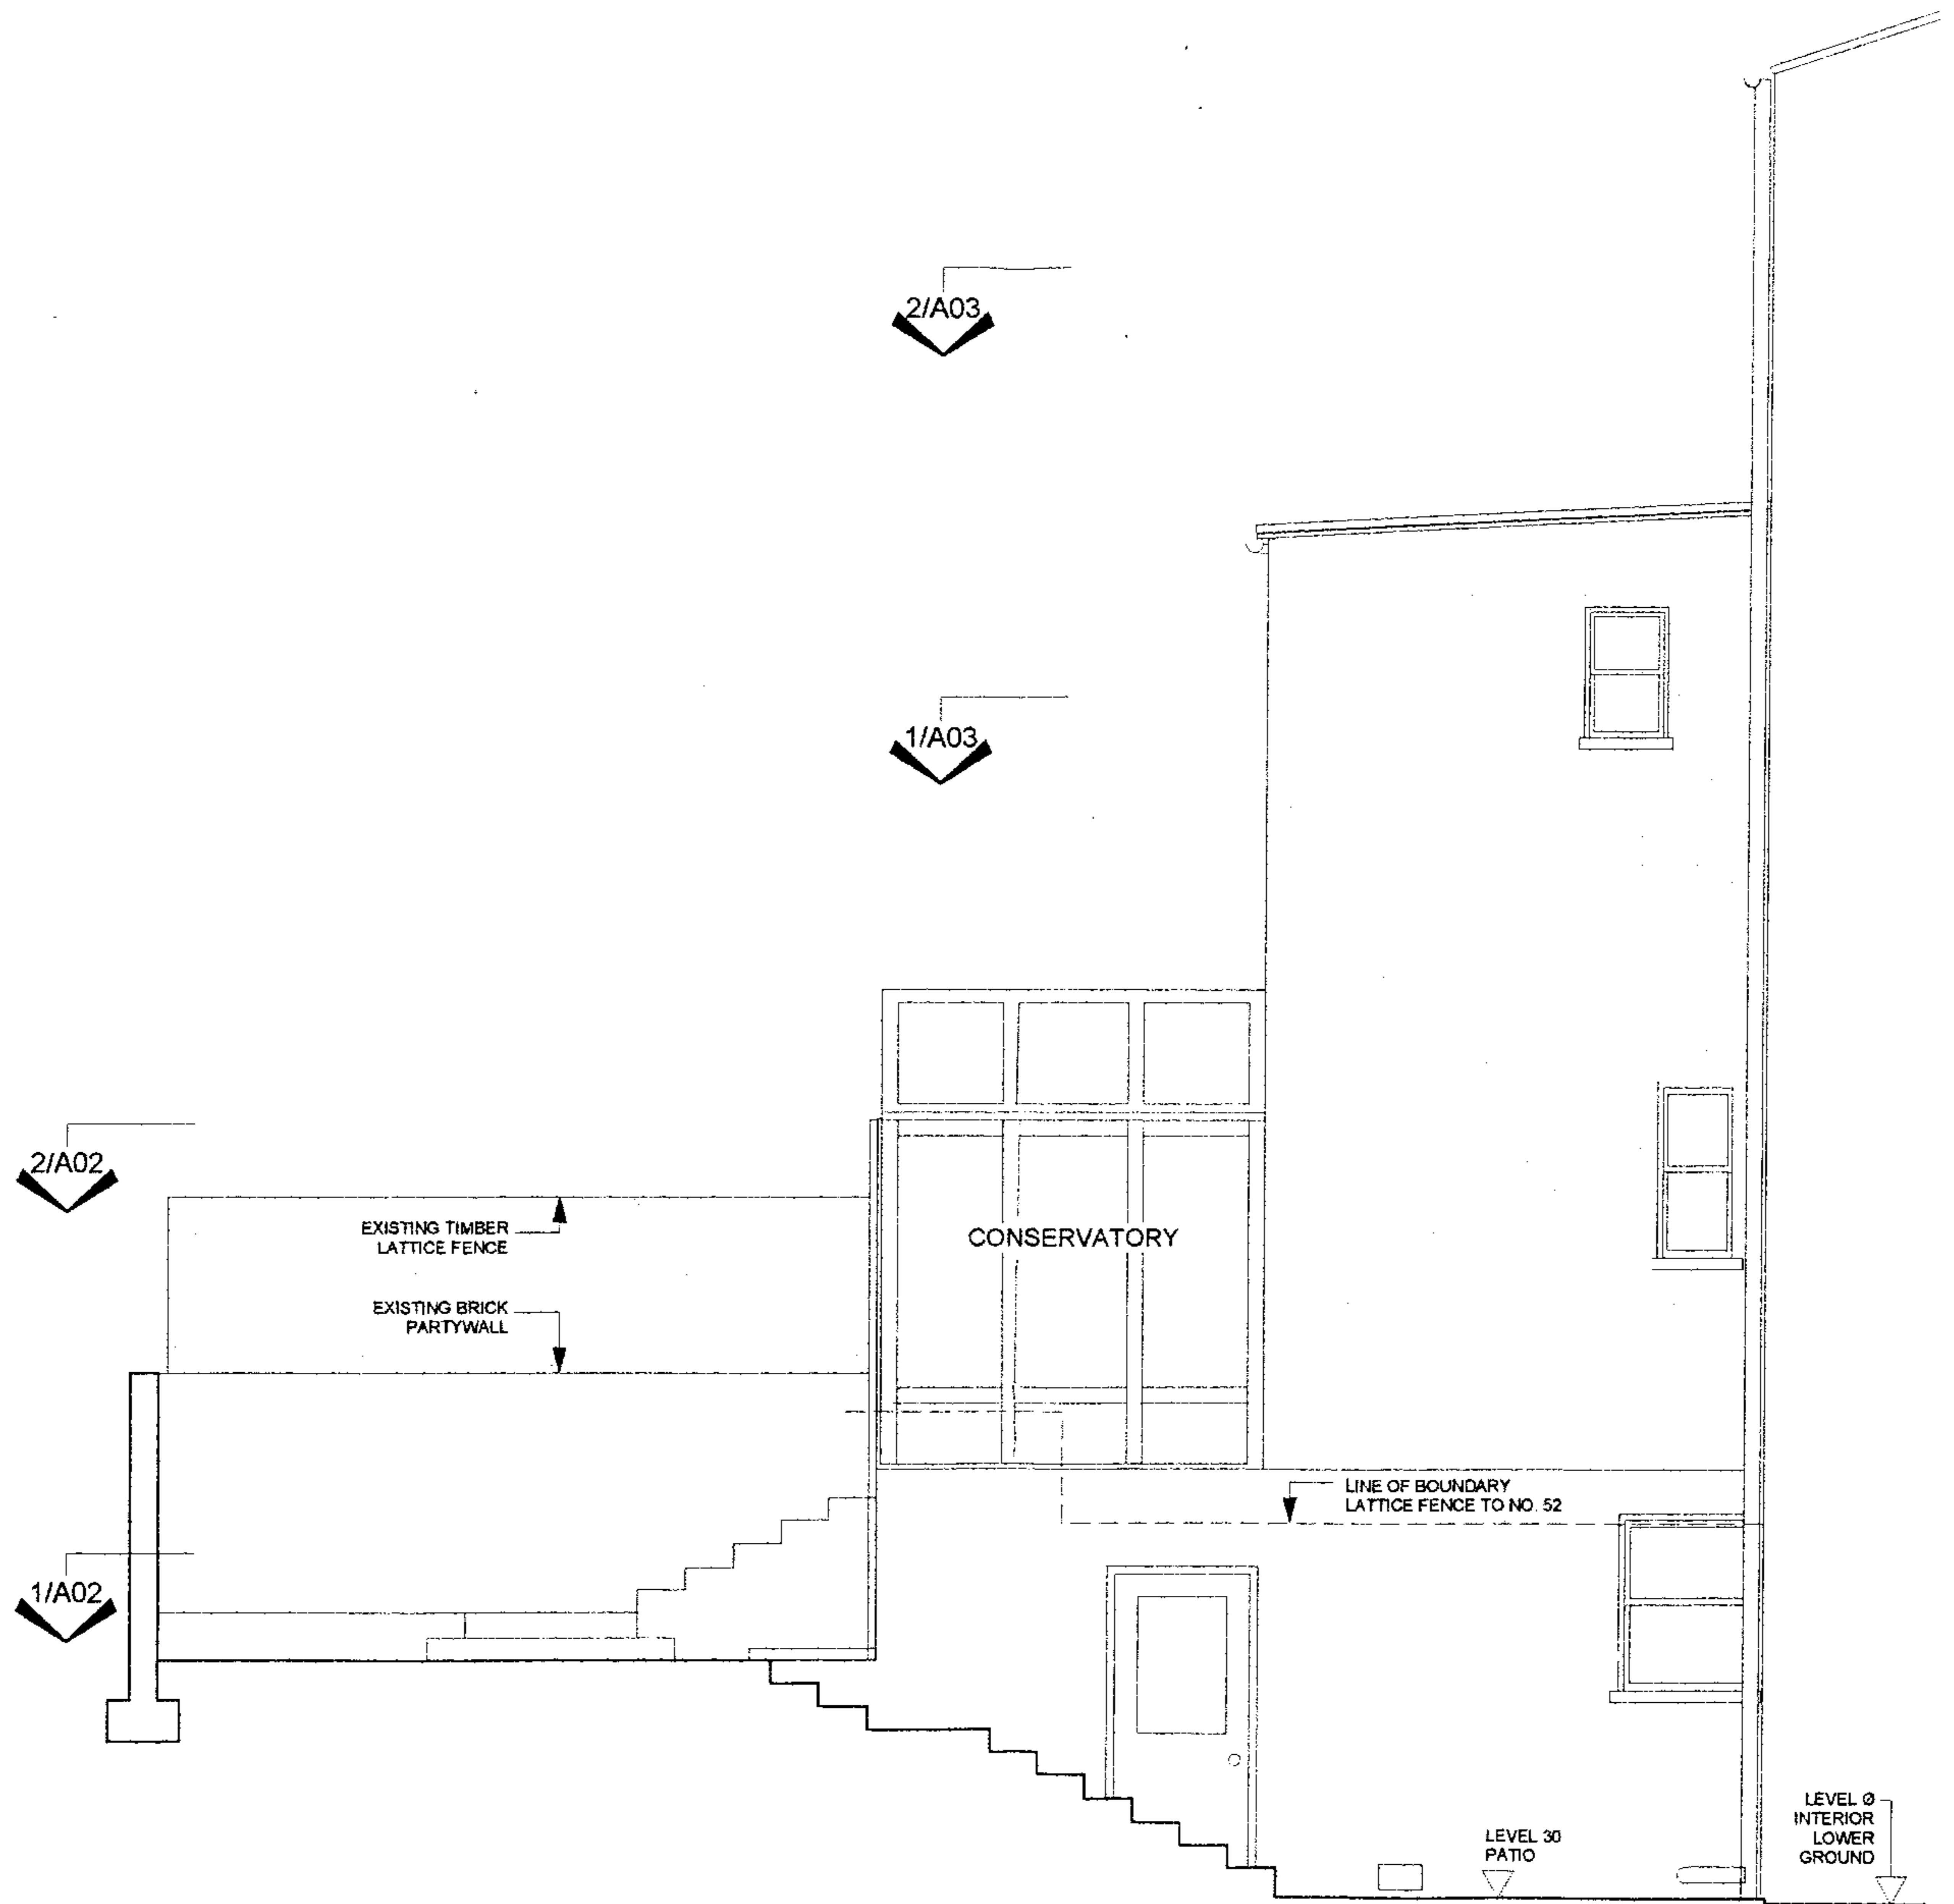 2/A03
1/A03
2/A02
EXISTING TIMBER
LATTICE FENCE
CONSERVATORY
EXISTING BRICK
PARTYWALL
LINE OF BOUNDARY
LATTICE FENCE TO NO. 52
1/A02
LEVEL 30
PATIO
LEVEL Ø
INTERIOR
LOWER
GROUND